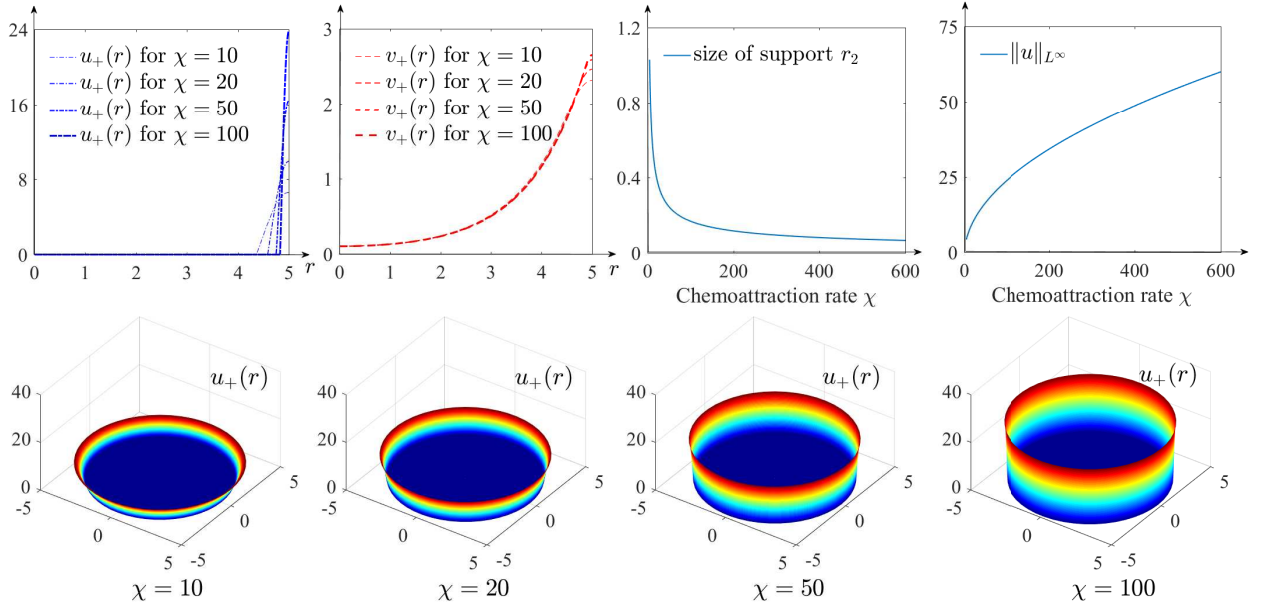 24
16
8
0
0 1 2 3 4 5 r
u₊(r) for χ = 10
u₊(r) for χ = 20
u₊(r) for χ = 50
u₊(r) for χ = 100
3
2
1
0
0 1 2 3 4 5 r
v₊(r) for χ = 10
v₊(r) for χ = 20
v₊(r) for χ = 50
v₊(r) for χ = 100
1.2
0.8
0.4
0
0 200 400 600
size of support r₂
Chemoattraction rate χ
75
50
25
0
0 200 400 600
‖u‖_{L^∞}
Chemoattraction rate χ
u₊(r)
40
20
0
-5
0
5
-5
0
5
χ = 10
u₊(r)
40
20
0
-5
0
5
-5
0
5
χ = 20
u₊(r)
40
20
0
-5
0
5
-5
0
5
χ = 50
u₊(r)
40
20
0
-5
0
5
-5
0
5
χ = 100